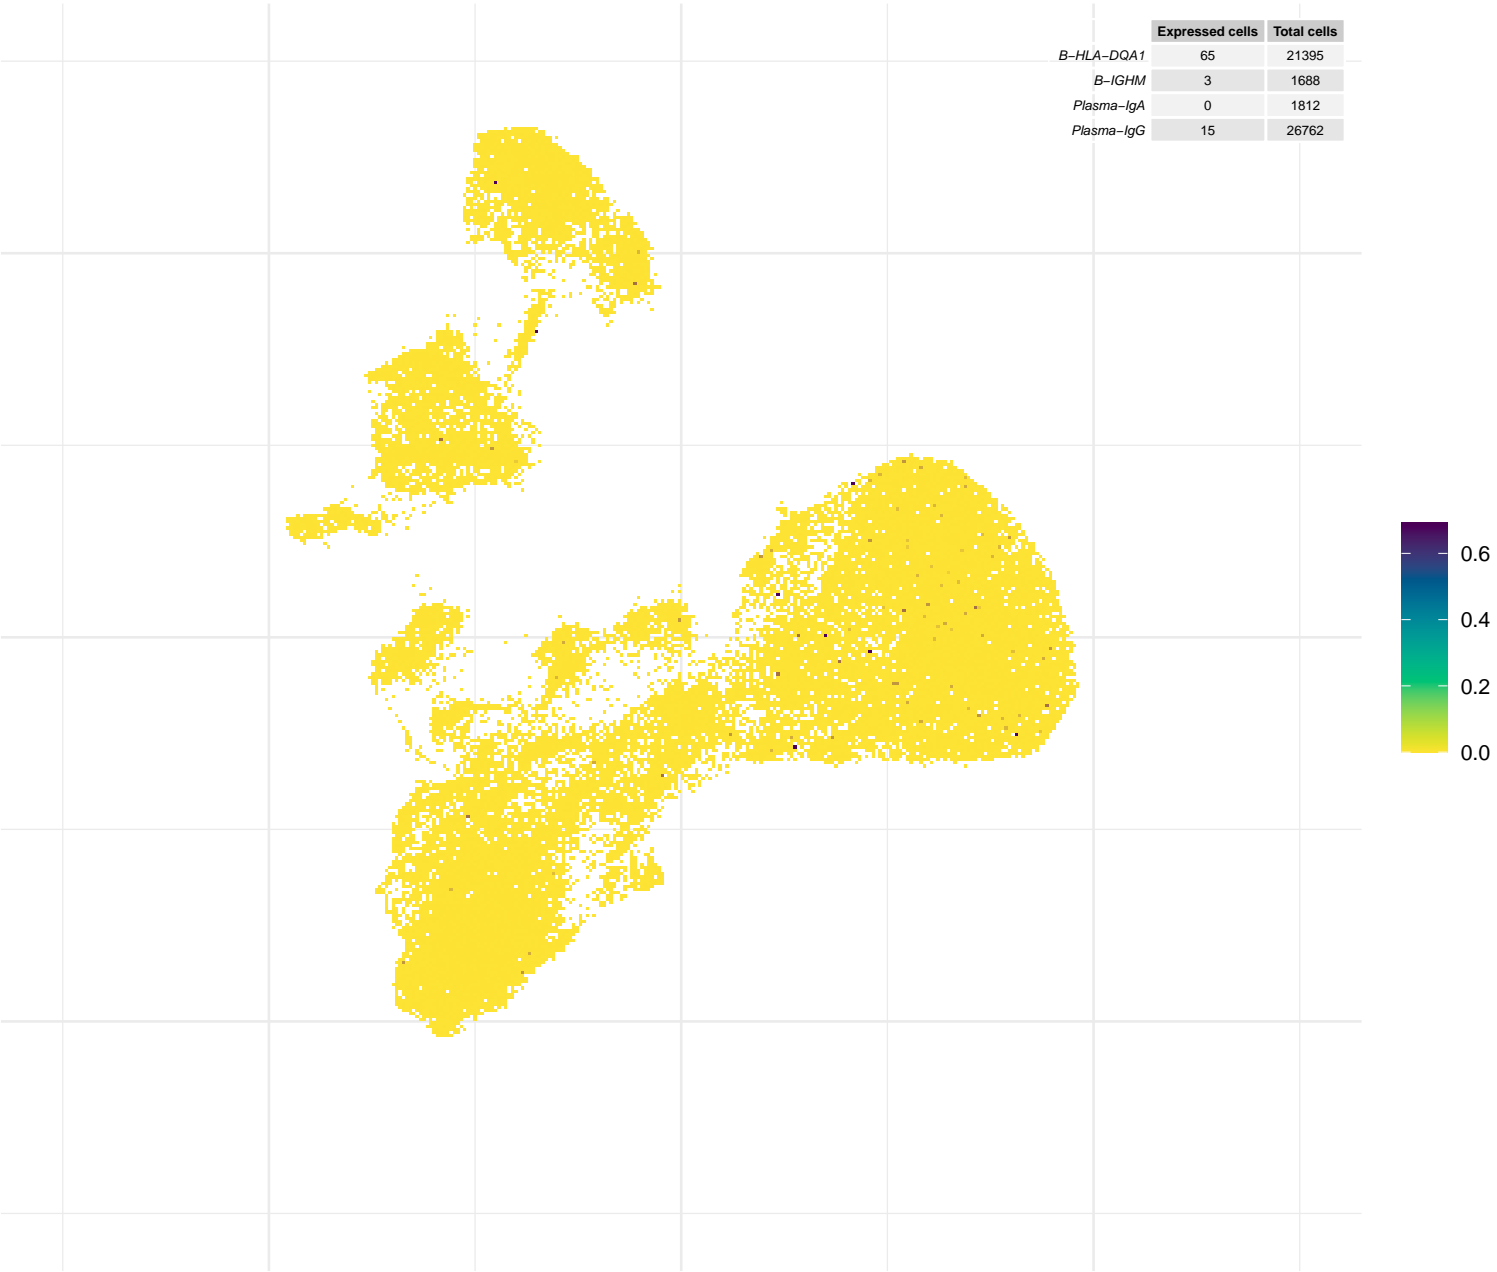 Expressed cells Total cells
B−HLA−DQA1 65 21395
B−IGHM 3 1688
Plasma−IgA 0 1812
Plasma−IgG 15 26762
0.6
0.4
0.2
0.0